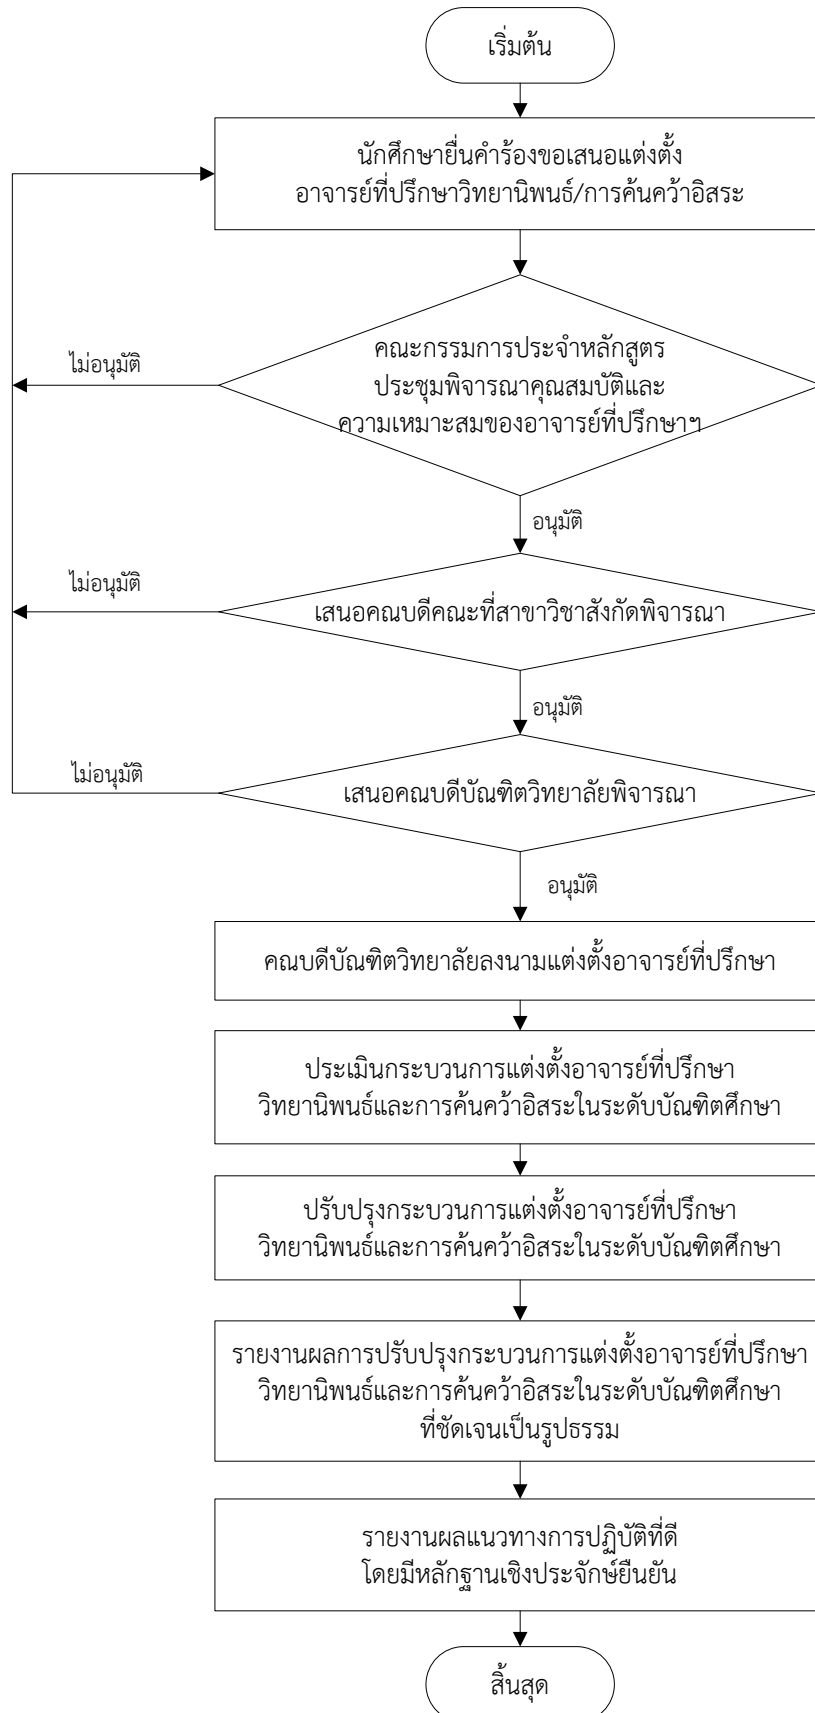 เริ่มต้น
นักศึกษายื่นคำร้องขอเสนอแต่งตั้ง
อาจารย์ที่ปรึกษาวิทยานิพนธ์/การค้นคว้าอิสระ
คณะกรรมการประจำหลักสูตร
ประชุมพิจารณาคุณสมบัติและ
ความเหมาะสมของอาจารย์ที่ปรึกษาฯ
ไม่อนุมัติ
อนุมัติ
ไม่อนุมัติ
เสนอคณบดีคณะที่สาขาวิชาสังกัดพิจารณา
อนุมัติ
ไม่อนุมัติ
เสนอคณบดีบัณฑิตวิทยาลัยพิจารณา
อนุมัติ
คณบดีบัณฑิตวิทยาลัยลงนามแต่งตั้งอาจารย์ที่ปรึกษา
ประเมินกระบวนการแต่งตั้งอาจารย์ที่ปรึกษา
วิทยานิพนธ์และการค้นคว้าอิสระในระดับบัณฑิตศึกษา
ปรับปรุงกระบวนการแต่งตั้งอาจารย์ที่ปรึกษา
วิทยานิพนธ์และการค้นคว้าอิสระในระดับบัณฑิตศึกษา
รายงานผลการปรับปรุงกระบวนการแต่งตั้งอาจารย์ที่ปรึกษา
วิทยานิพนธ์และการค้นคว้าอิสระในระดับบัณฑิตศึกษา
ที่ชัดเจนเป็นรูปธรรม
รายงานผลแนวทางการปฏิบัติที่ดี
โดยมีหลักฐานเชิงประจักษ์ยืนยัน
สิ้นสุด